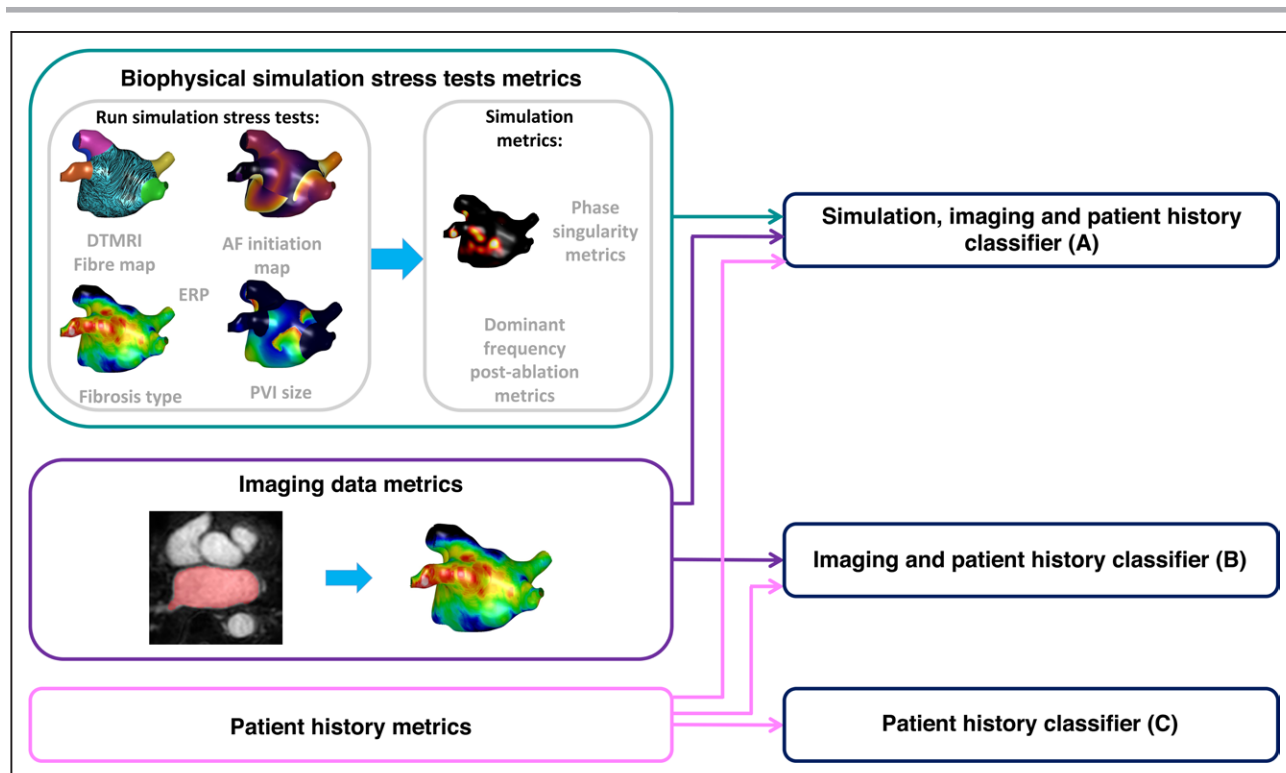 Biophysical simulation stress tests metrics
Run simulation stress tests:
DTMRI
Fibre map
AF initiation
map
ERP
Fibrosis type
PVI size
Simulation
metrics:
Phase
singularity
metrics
Dominant
frequency
post-ablation
metrics
Imaging data metrics
Patient history metrics
Simulation, imaging and patient history
classifier (A)
Imaging and patient history classifier (B)
Patient history classifier (C)